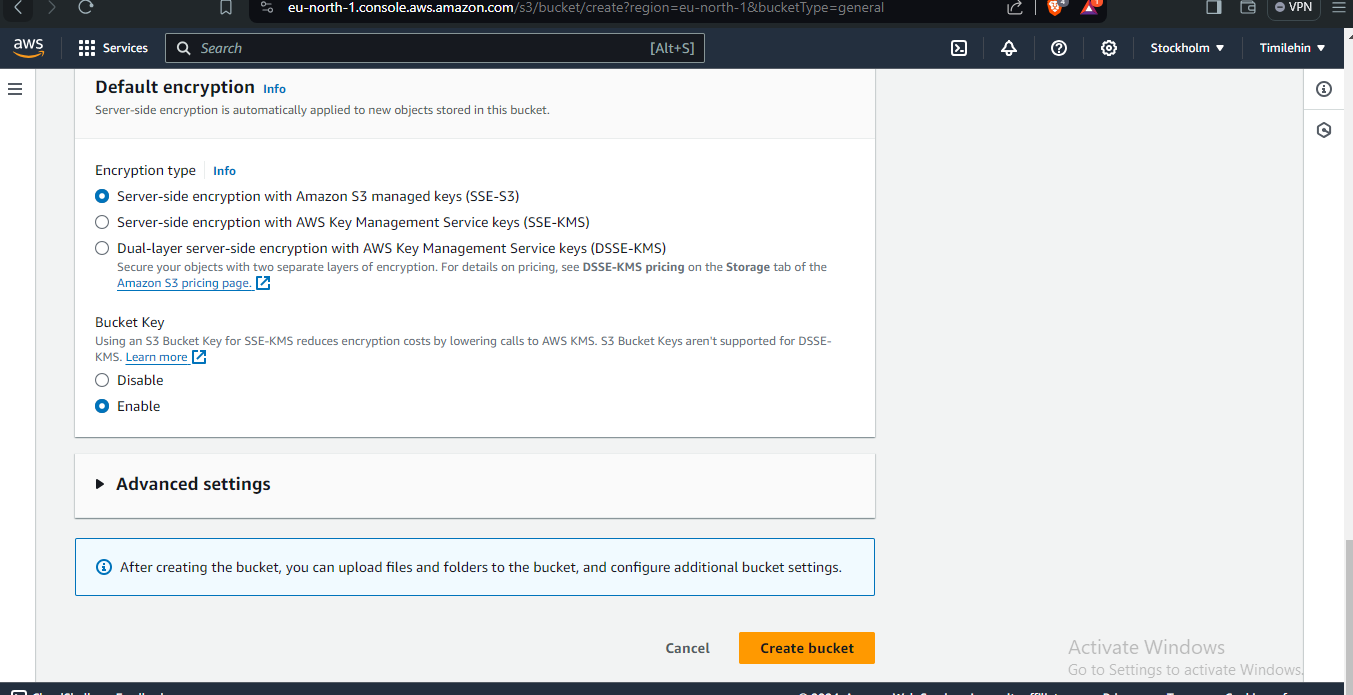 eu-north-1.console.aws.amazon.com/s3/bucket/create?region=eu-north-1&bucketType=general
4
1
VPN
aws
Services
Search
[Alt+S]
Stockholm
Timilehin
Default encryption Info
Server-side encryption is automatically applied to new objects stored in this bucket.
Encryption type Info
Server-side encryption with Amazon S3 managed keys (SSE-S3)
Server-side encryption with AWS Key Management Service keys (SSE-KMS)
Dual-layer server-side encryption with AWS Key Management Service keys (DSSE-KMS)
Secure your objects with two separate layers of encryption. For details on pricing, see DSSE-KMS pricing on the Storage tab of the
Amazon S3 pricing page.
Bucket Key
Using an S3 Bucket Key for SSE-KMS reduces encryption costs by lowering calls to AWS KMS. S3 Bucket Keys aren't supported for DSSE-
KMS. Learn more
Disable
Enable
Advanced settings
After creating the bucket, you can upload files and folders to the bucket, and configure additional bucket settings.
Cancel
Create bucket
Activate Windows
Go to Settings to activate Windows.